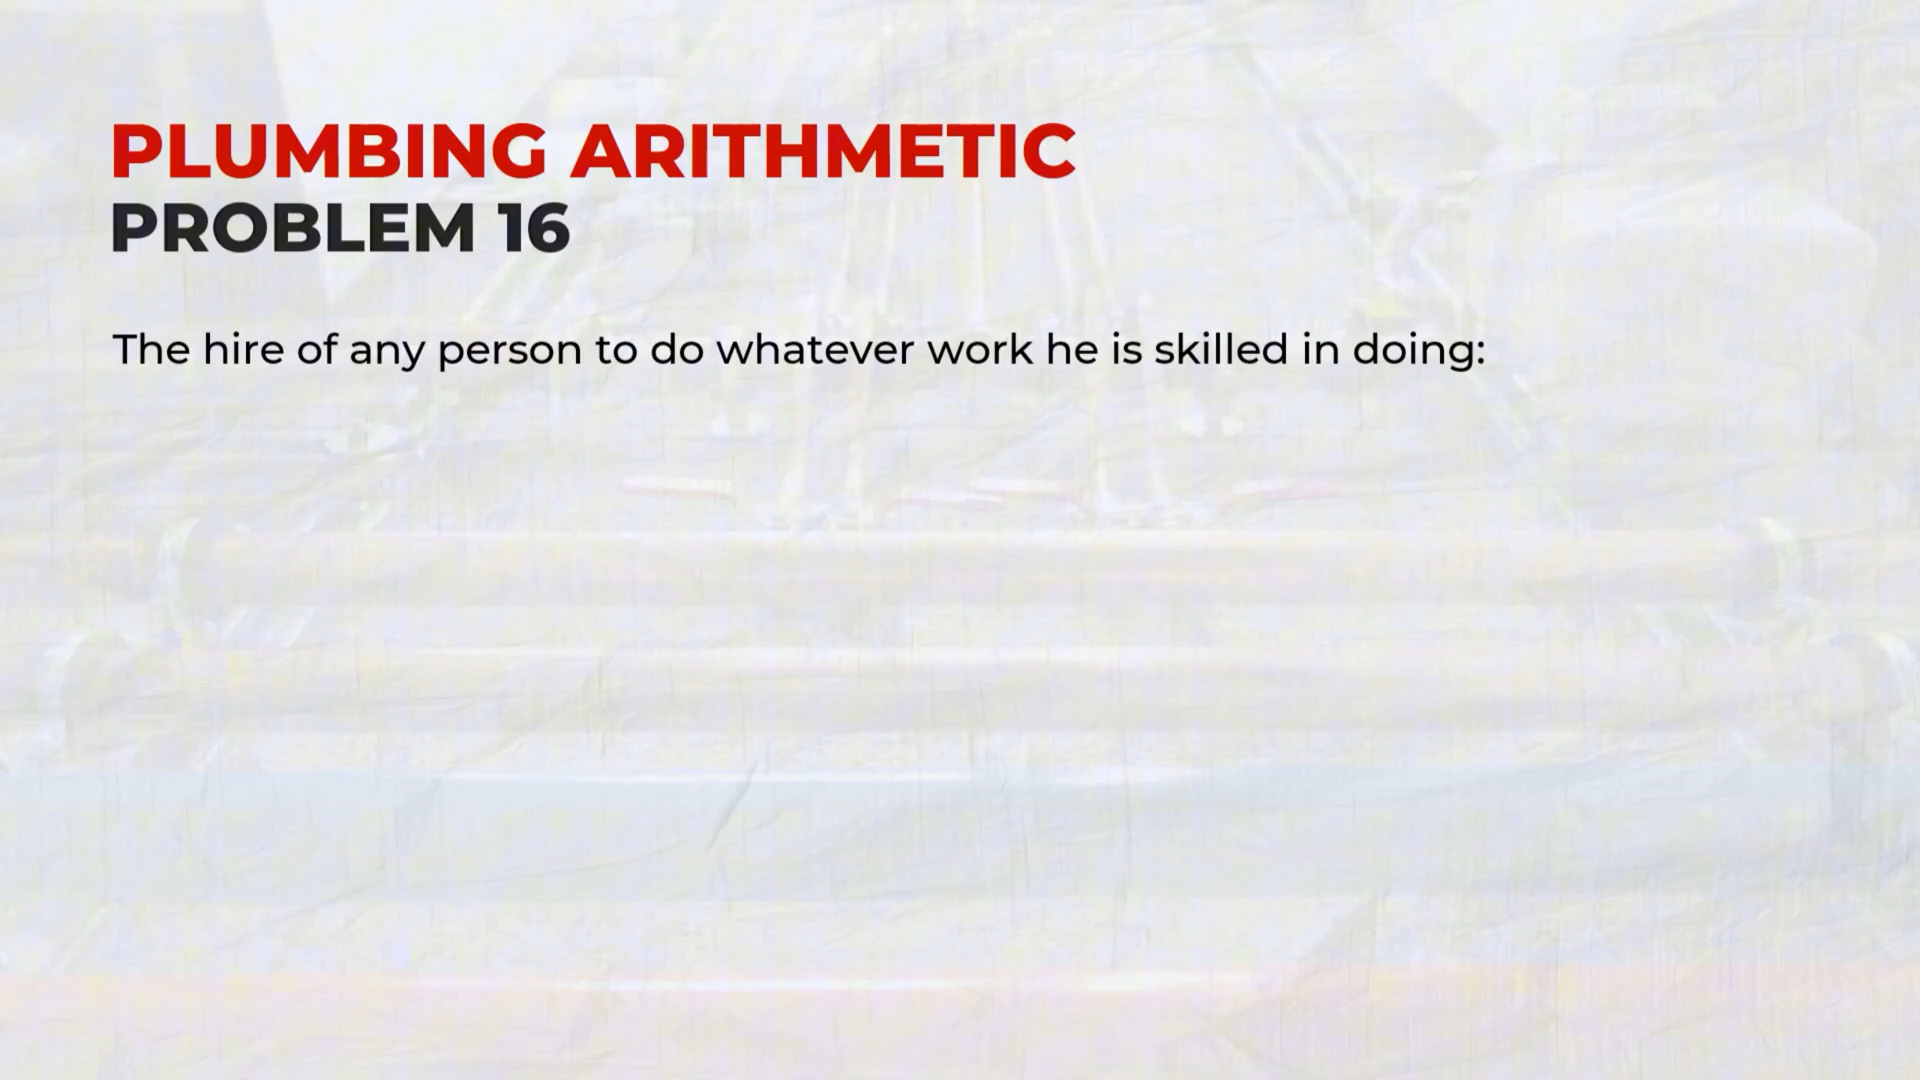 PLUMBING ARITHMETIC
PROBLEM 16
The hire of any person to do whatever work he is skilled in doing: